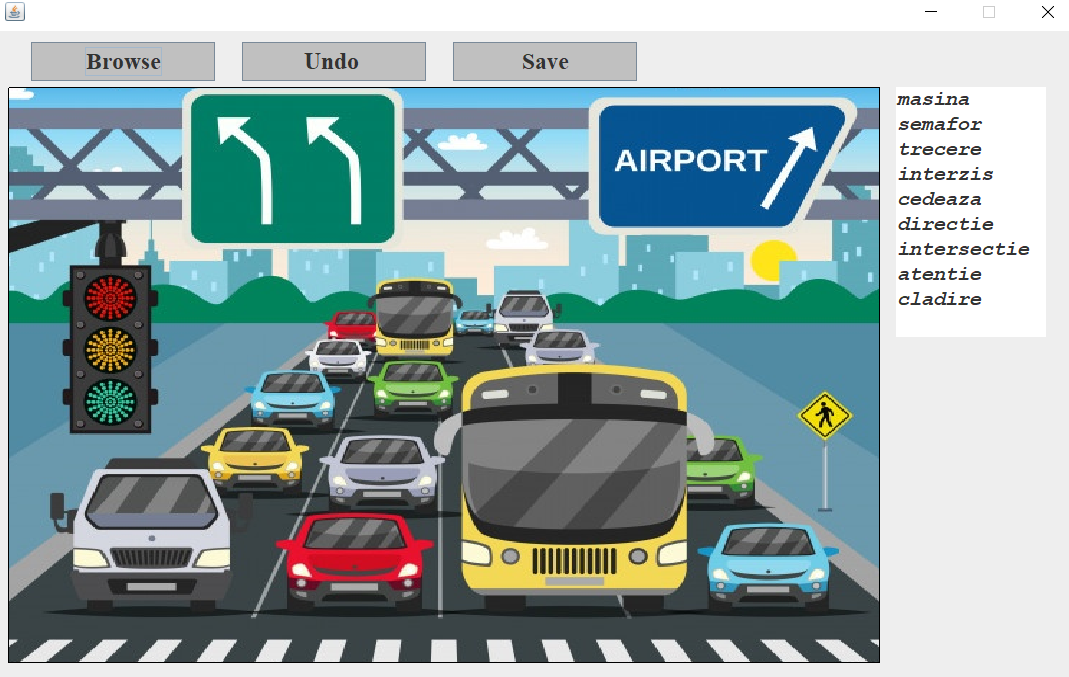 Browse
Undo
Save
AIRPORT
masina
semafor
trecere
interzis
cedeaza
directie
intersectie
atentie
cladire